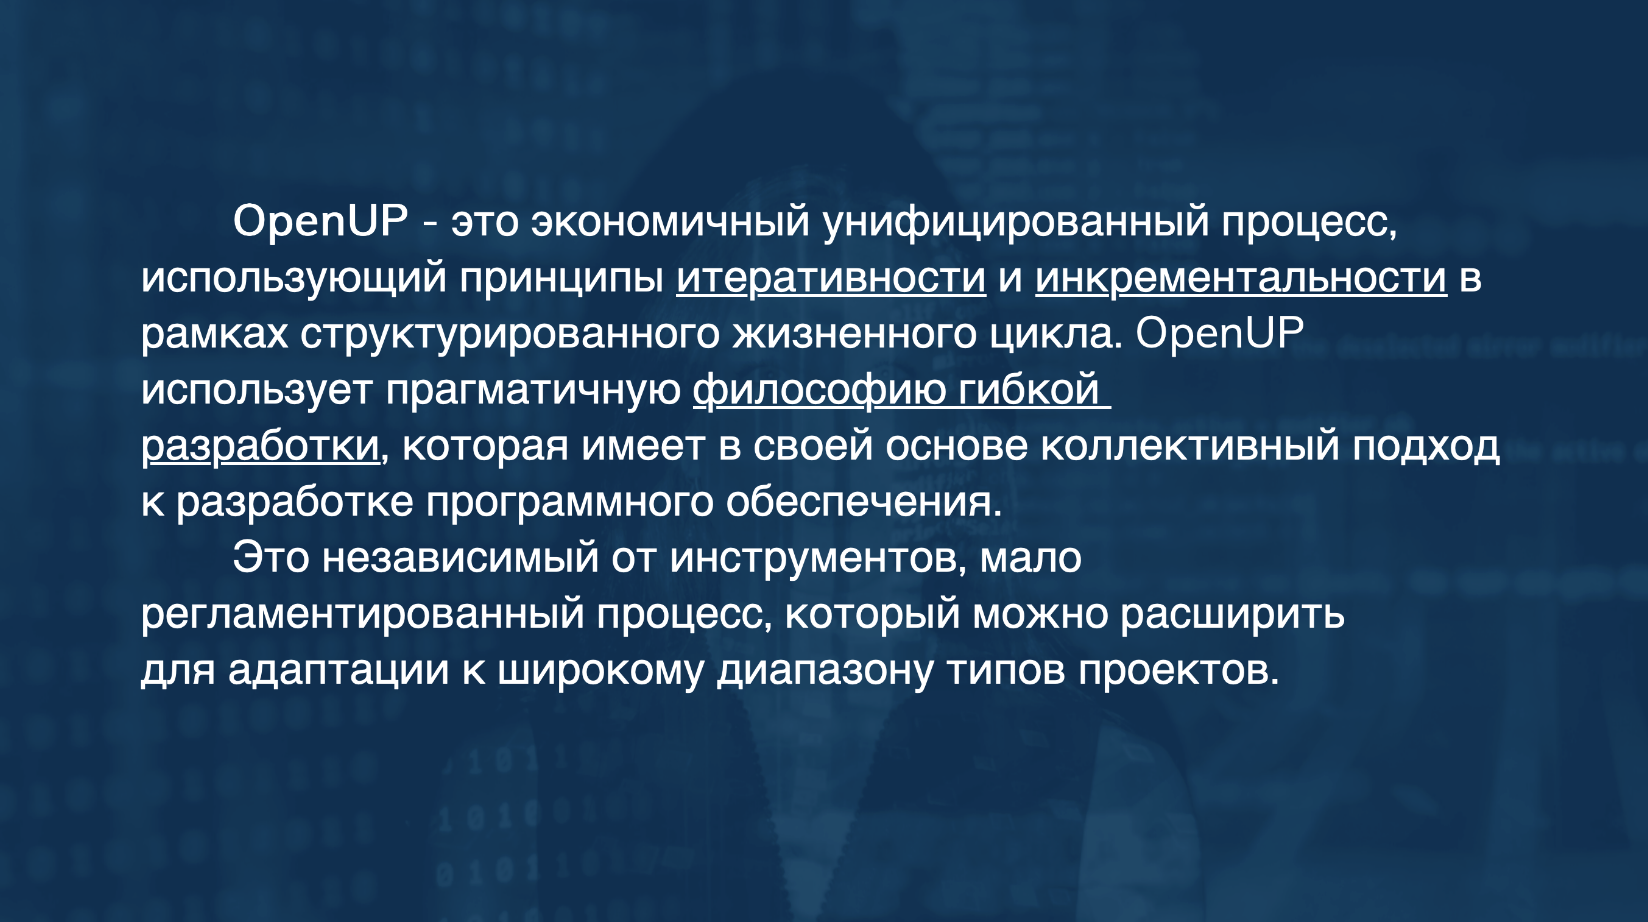 OpenUP - это экономичный унифицированный процесс,
использующий принципы итеративности и инкрементальности в
рамках структурированного жизненного цикла. OpenUP
использует прагматичную философию гибкой
разработки, которая имеет в своей основе коллективный подход
к разработке программного обеспечения.
Это независимый от инструментов, мало
регламентированный процесс, который можно расширить
для адаптации к широкому диапазону типов проектов.